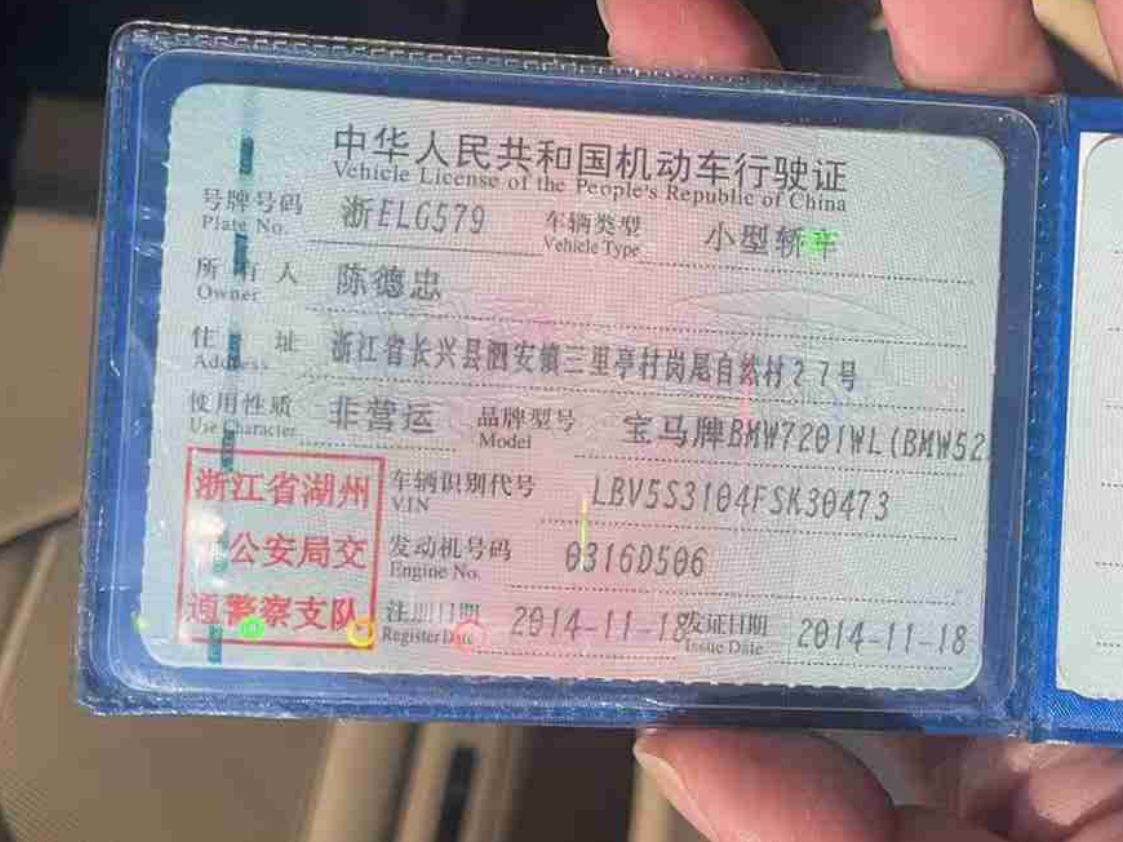 中华人民共和国机动车行驶证
Vehicle License of the People's Republic of China
号牌号码 浙ELG579 车辆类型 小型轿车
Plate No. Vehicle Type
所有人 陈德忠
Owner
住址 浙江省长兴县泗安镇三里亭村岗尾自然村27号
Address
使用性质 非营运 品牌型号 宝马牌BMW7201WL(BMW52
Use Character Model
浙江省湖州 车辆识别代号 LBV5S3104FSK30473
VIN
公安局交 发动机号码 0316D506
Engine No.
通警察支队 注册日期 2014-11-18 发证日期 2014-11-18
Register Date Issue Date